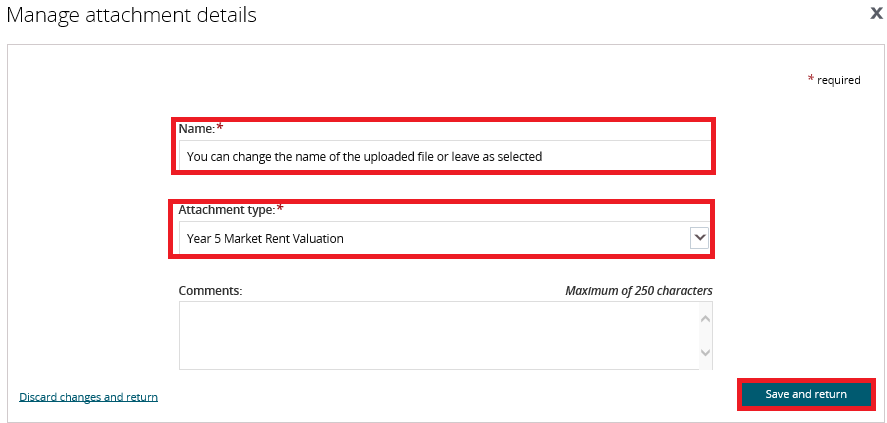 Manage attachment details
X
* required
Name:*
You can change the name of the uploaded file or leave as selected
Attachment type:*
Year 5 Market Rent Valuation
Comments: Maximum of 250 characters
Discard changes and return
Save and return